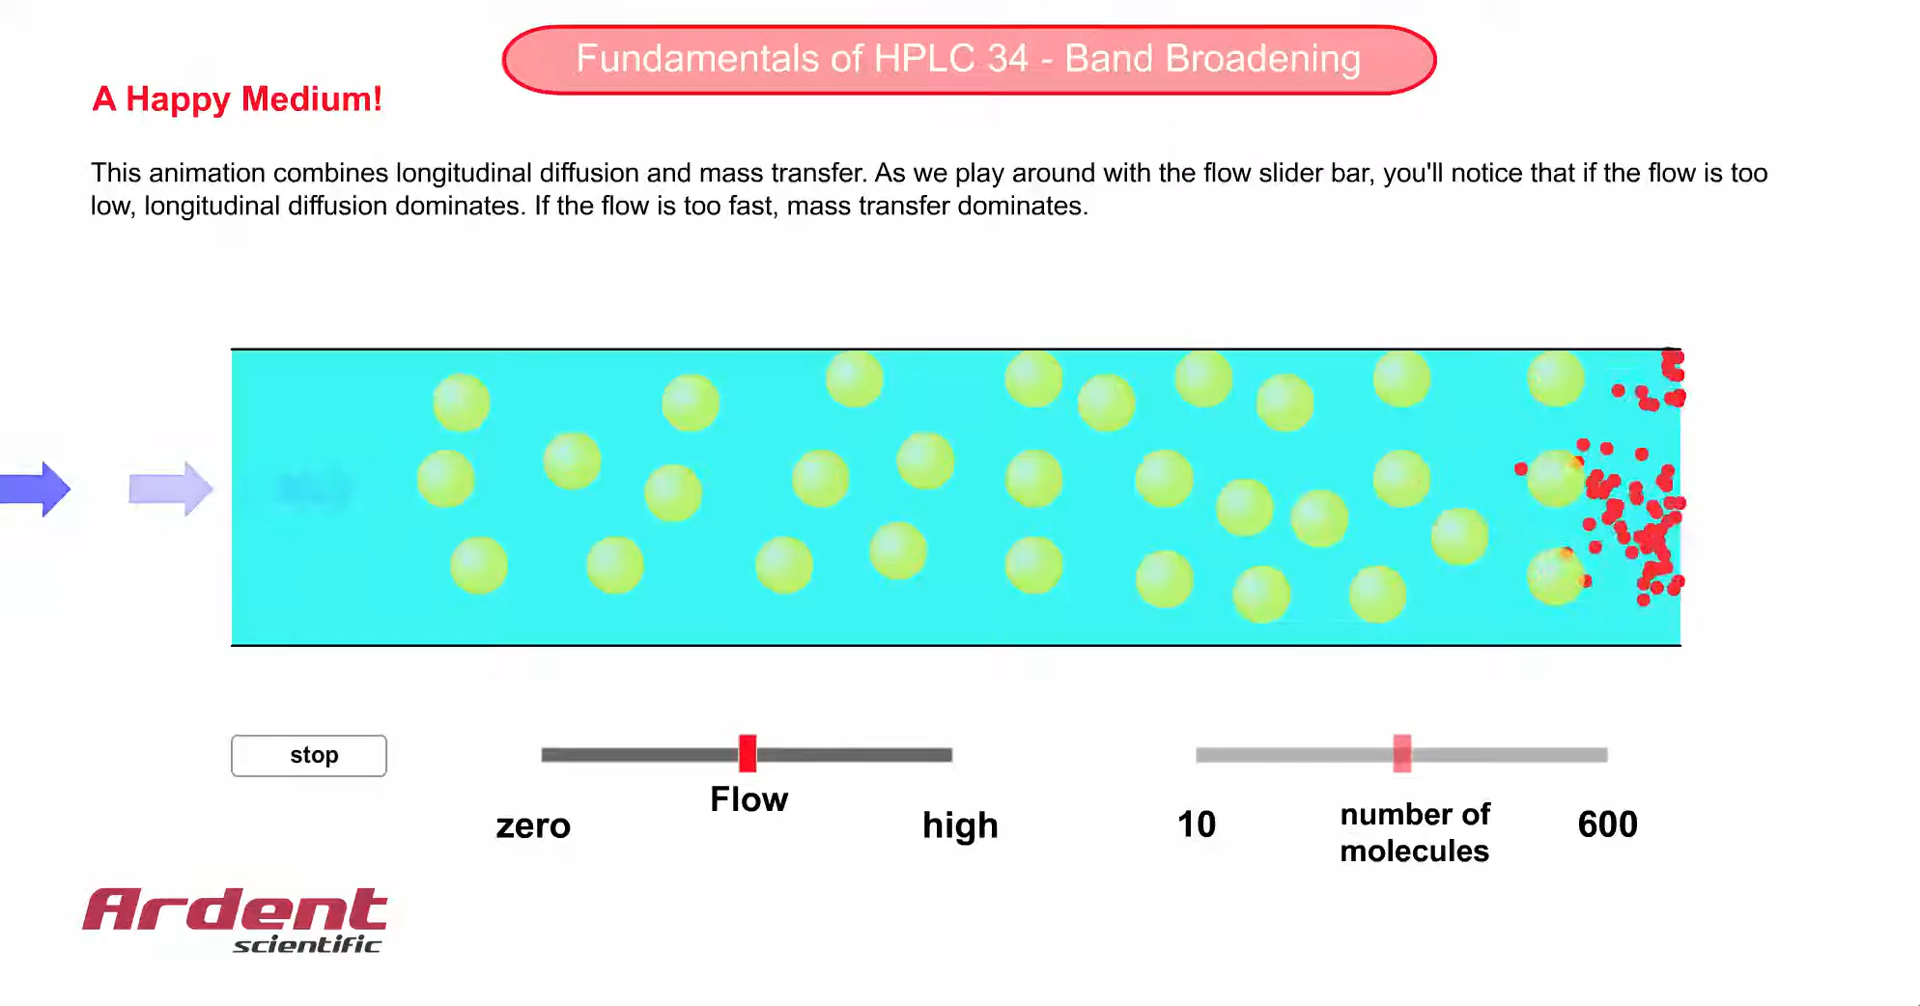 Fundamentals of HPLC 34 - Band Broadening
A Happy Medium!
This animation combines longitudinal diffusion and mass transfer. As we play around with the flow slider bar, you'll notice that if the flow is too
low, longitudinal diffusion dominates. If the flow is too fast, mass transfer dominates.
stop
Flow
zero
high
10
number of
molecules
600
Ardent
scientific